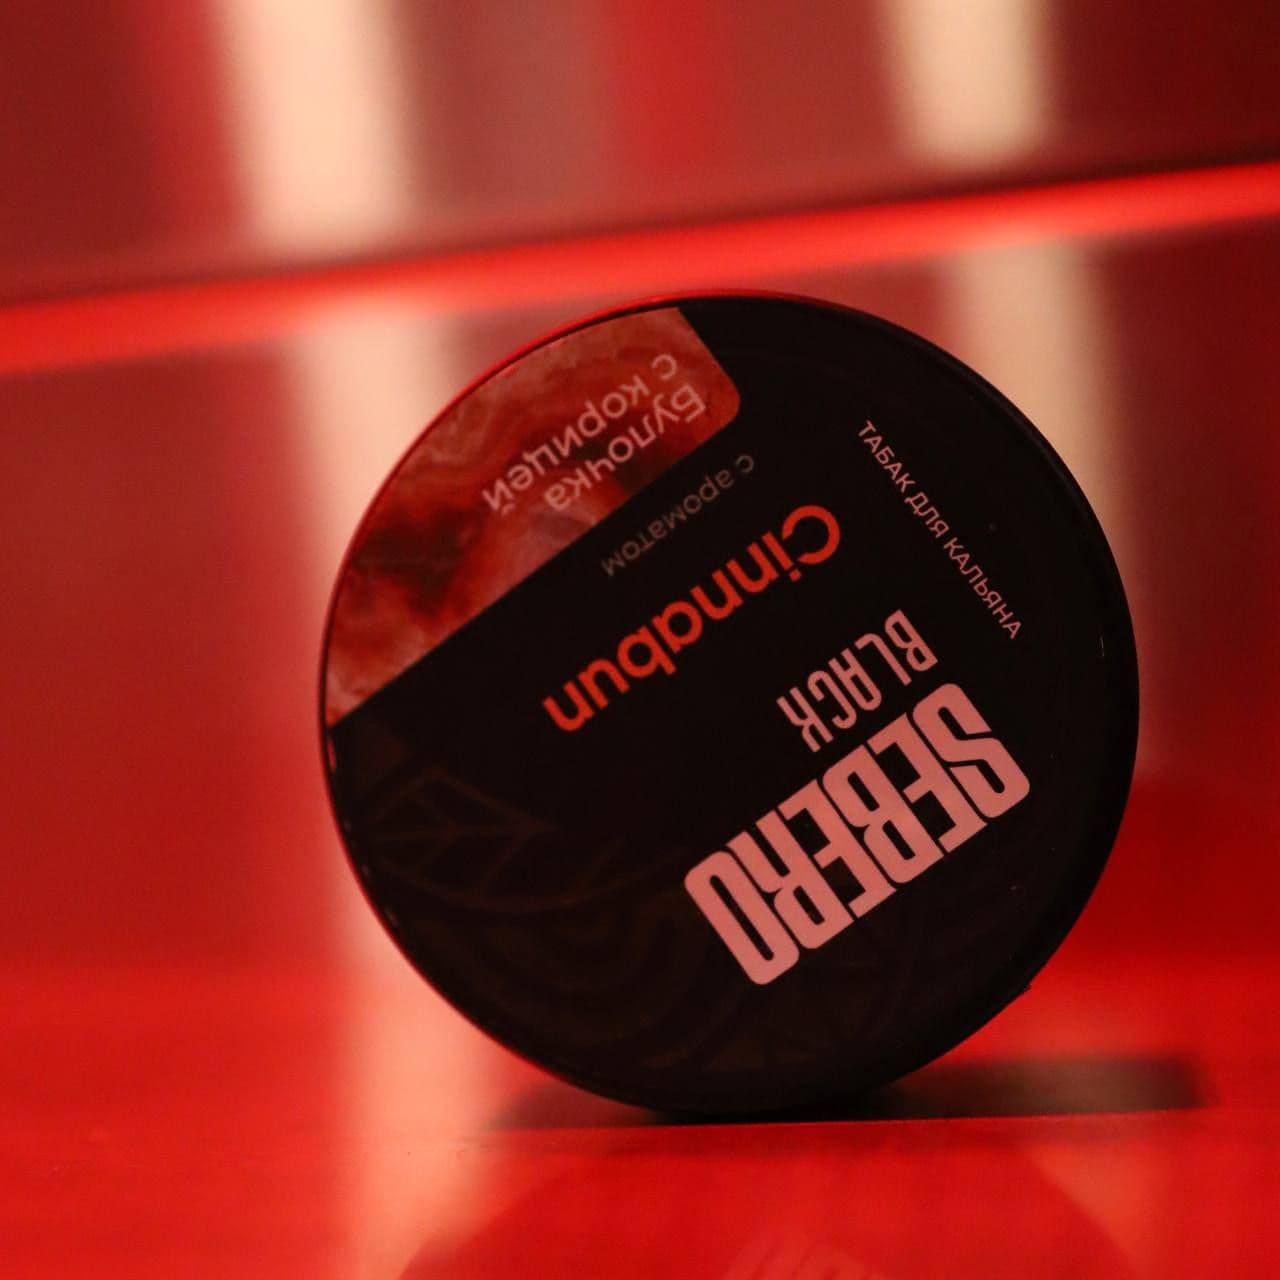 SEBERO
BLACK
ТАБАК ДЛЯ КАЛЬЯНА
Cinnabun
с ароматом
Булочка
с корицей